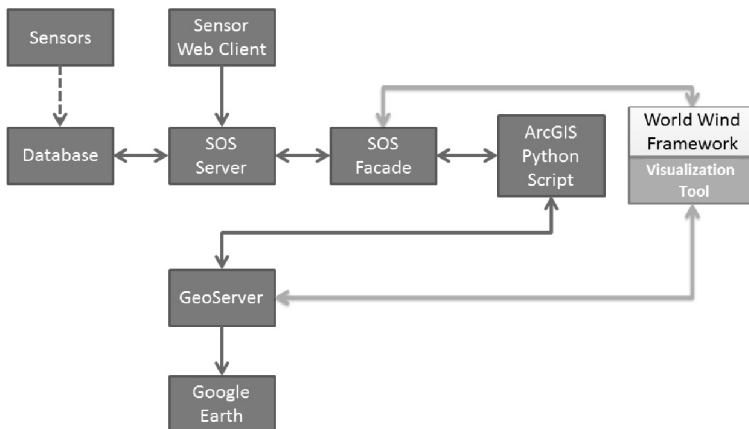 Sensors
Sensor
Web Client
Database
SOS
Server
SOS
Facade
ArcGIS
Python
Script
World Wind
Framework
Visualization
Tool
GeoServer
Google
Earth